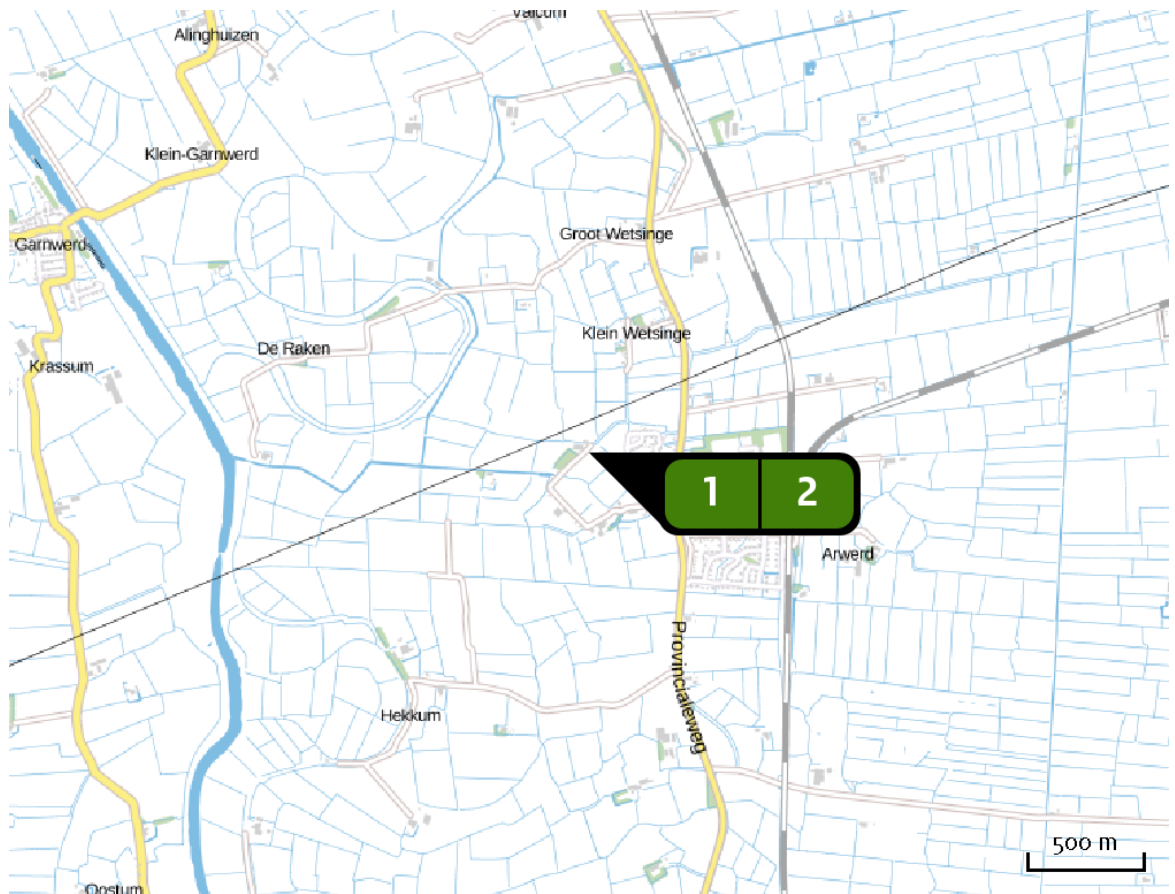 Valcum
Alinghuizen
Klein-Garnwerd
Groot Wetsinge
Garnwerd
Klein Wetsinge
De Raken
Krassum
1 2
Arwerd
Provincialeweg
Hekkum
500 m
Oostum